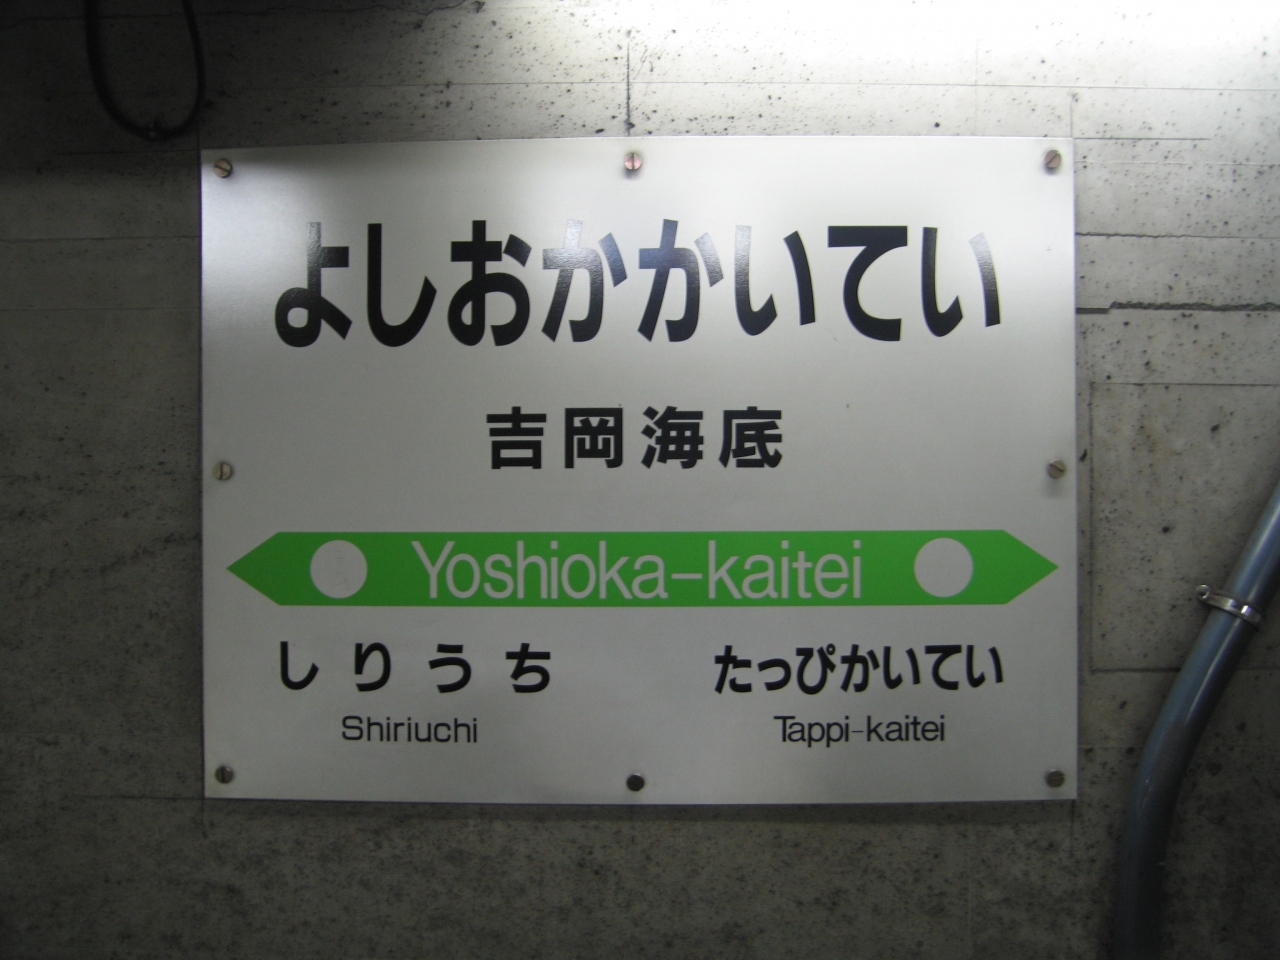 よしおかかいてい
吉岡海底
Yoshioka-kaitei
しりうち たっぴかいてい
Shiriuchi Tappi-kaitei